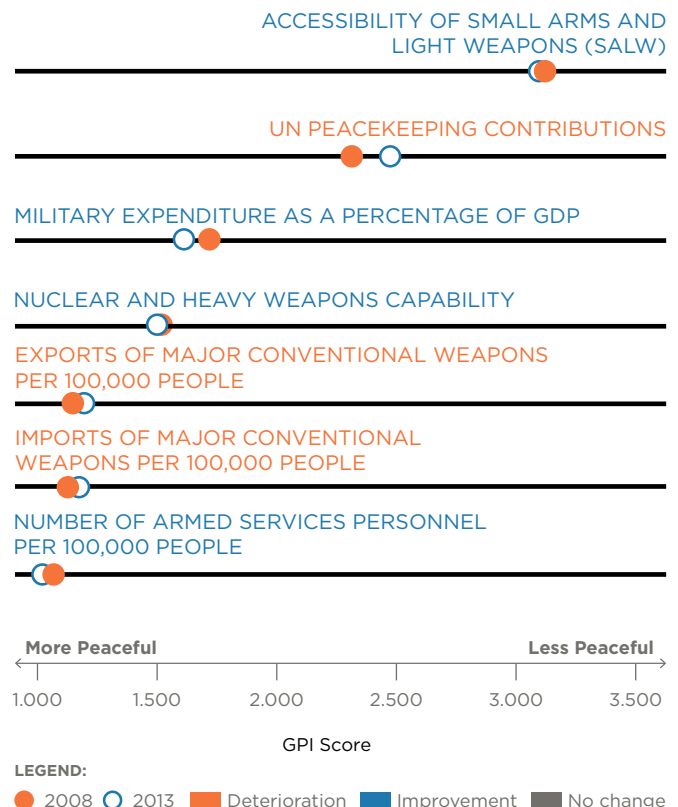 ACCESSIBILITY OF SMALL ARMS AND
LIGHT WEAPONS (SALW)
UN PEACEKEEPING CONTRIBUTIONS
MILITARY EXPENDITURE AS A PERCENTAGE OF GDP
NUCLEAR AND HEAVY WEAPONS CAPABILITY
EXPORTS OF MAJOR CONVENTIONAL WEAPONS
PER 100,000 PEOPLE
IMPORTS OF MAJOR CONVENTIONAL
WEAPONS PER 100,000 PEOPLE
NUMBER OF ARMED SERVICES PERSONNEL
PER 100,000 PEOPLE
More Peaceful Less Peaceful
1.000 1.500 2.000 2.500 3.000 3.500
GPI Score
LEGEND:
2008 2013 Deterioration Improvement No change